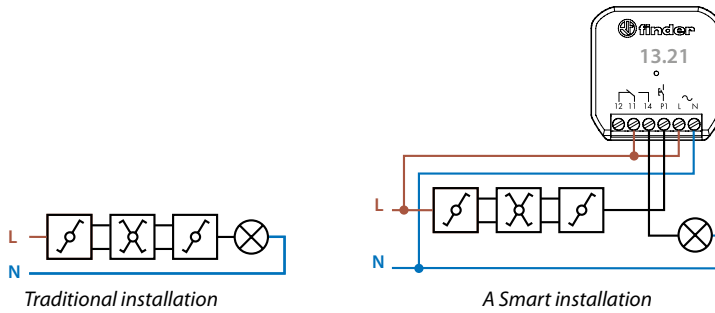 finder
13.21
12 11 14 P1 L N
L
N
Traditional installation
L
N
A Smart installation